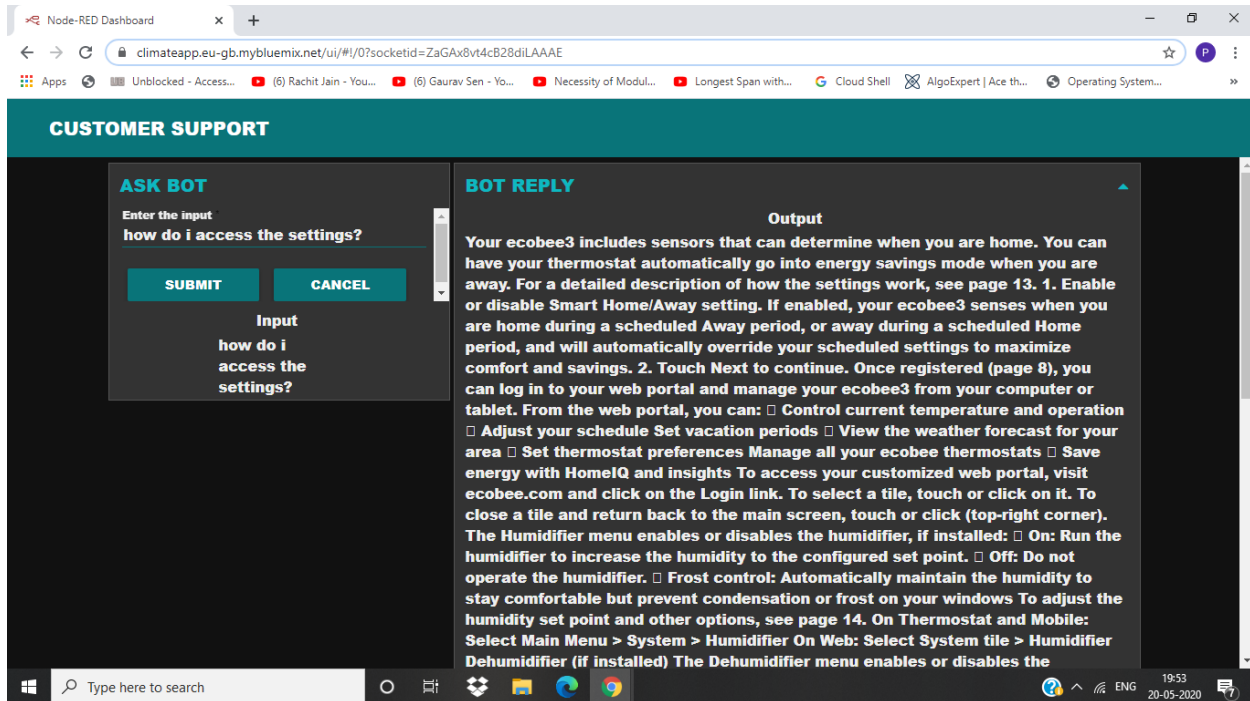 Node-RED Dashboard
climateapp.eu-gb.mybluemix.net/ui/#!/0?socketid=ZaGAx8vt4cB28diLAAAE
P
Apps
Unblocked - Access...
(6) Rachit Jain - You...
(6) Gaurav Sen - Yo...
Necessity of Modul...
Longest Span with...
Cloud Shell
AlgoExpert | Ace th...
Operating System...
»
CUSTOMER SUPPORT
ASK BOT
Enter the input *
how do i access the settings?
SUBMIT
CANCEL
Input
how do i
access the
settings?
BOT REPLY
Output
Your ecobee3 includes sensors that can determine when you are home. You can
have your thermostat automatically go into energy savings mode when you are
away. For a detailed description of how the settings work, see page 13. 1. Enable
or disable Smart Home/Away setting. If enabled, your ecobee3 senses when you
are home during a scheduled Away period, or away during a scheduled Home
period, and will automatically override your scheduled settings to maximize
comfort and savings. 2. Touch Next to continue. Once registered (page 8), you
can log in to your web portal and manage your ecobee3 from your computer or
tablet. From the web portal, you can: ▯ Control current temperature and operation
▯ Adjust your schedule Set vacation periods ▯ View the weather forecast for your
area ▯ Set thermostat preferences Manage all your ecobee thermostats ▯ Save
energy with HomeIQ and insights To access your customized web portal, visit
ecobee.com and click on the Login link. To select a tile, touch or click on it. To
close a tile and return back to the main screen, touch or click (top-right corner).
The Humidifier menu enables or disables the humidifier, if installed: ▯ On: Run the
humidifier to increase the humidity to the configured set point. ▯ Off: Do not
operate the humidifier. ▯ Frost control: Automatically maintain the humidity to
stay comfortable but prevent condensation or frost on your windows To adjust the
humidity set point and other options, see page 14. On Thermostat and Mobile:
Select Main Menu > System > Humidifier On Web: Select System tile > Humidifier
Dehumidifier (if installed) The Dehumidifier menu enables or disables the
Type here to search
ENG
19:53
20-05-2020
7